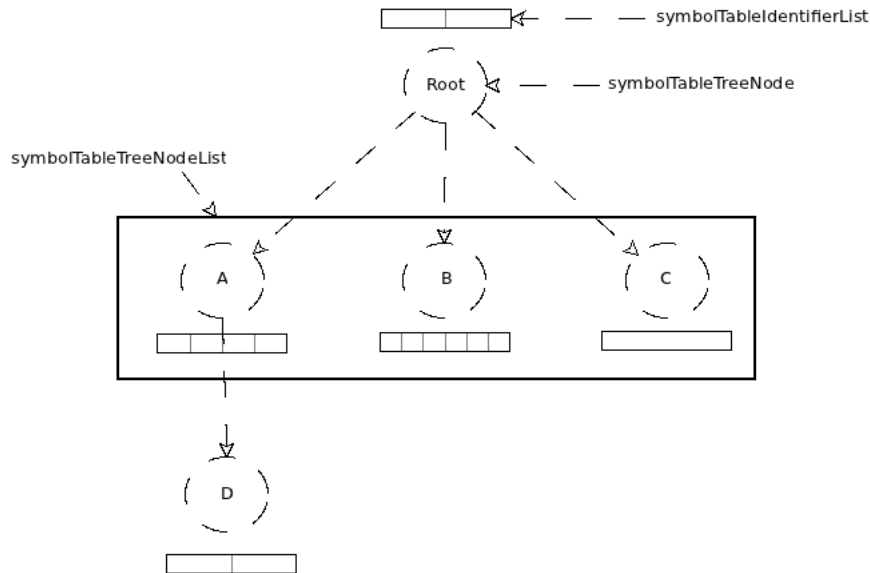 symbolTableIdentifierList
Root
symbolTableTreeNode
symbolTableTreeNodeList
A
B
C
D